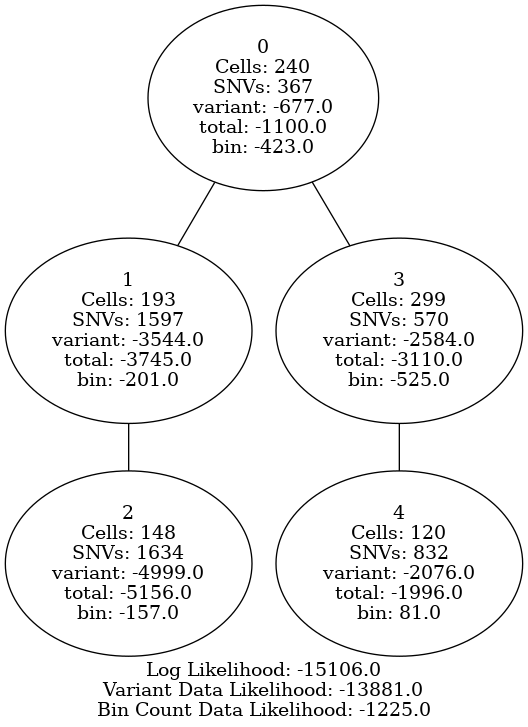 0
Cells: 240
SNVs: 367
variant: -677.0
total: -1100.0
bin: -423.0
1
Cells: 193
SNVs: 1597
variant: -3544.0
total: -3745.0
bin: -201.0
3
Cells: 299
SNVs: 570
variant: -2584.0
total: -3110.0
bin: -525.0
2
Cells: 148
SNVs: 1634
variant: -4999.0
total: -5156.0
bin: -157.0
4
Cells: 120
SNVs: 832
variant: -2076.0
total: -1996.0
bin: 81.0
Log Likelihood: -15106.0
Variant Data Likelihood: -13881.0
Bin Count Data Likelihood: -1225.0